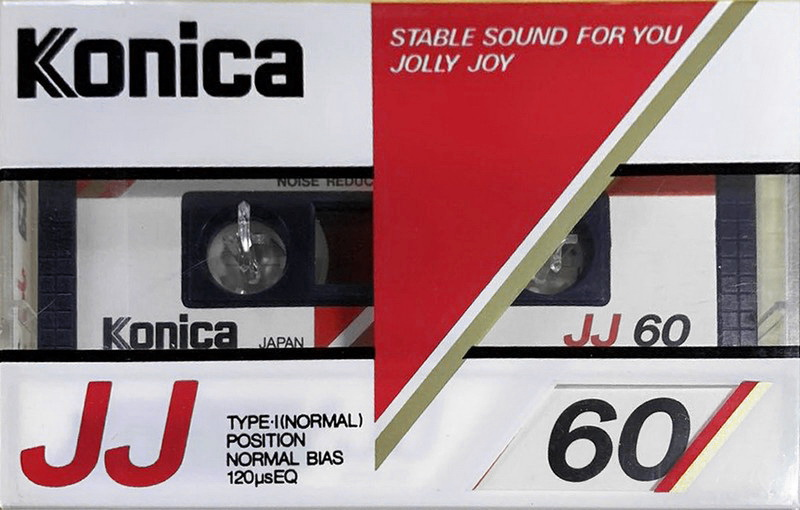 Konica
STABLE SOUND FOR YOU
JOLLY JOY
NOISE REDUC
Konica JAPAN
JJ 60
JJ
TYPE·I(NORMAL)
POSITION
NORMAL BIAS
120µsEQ
60